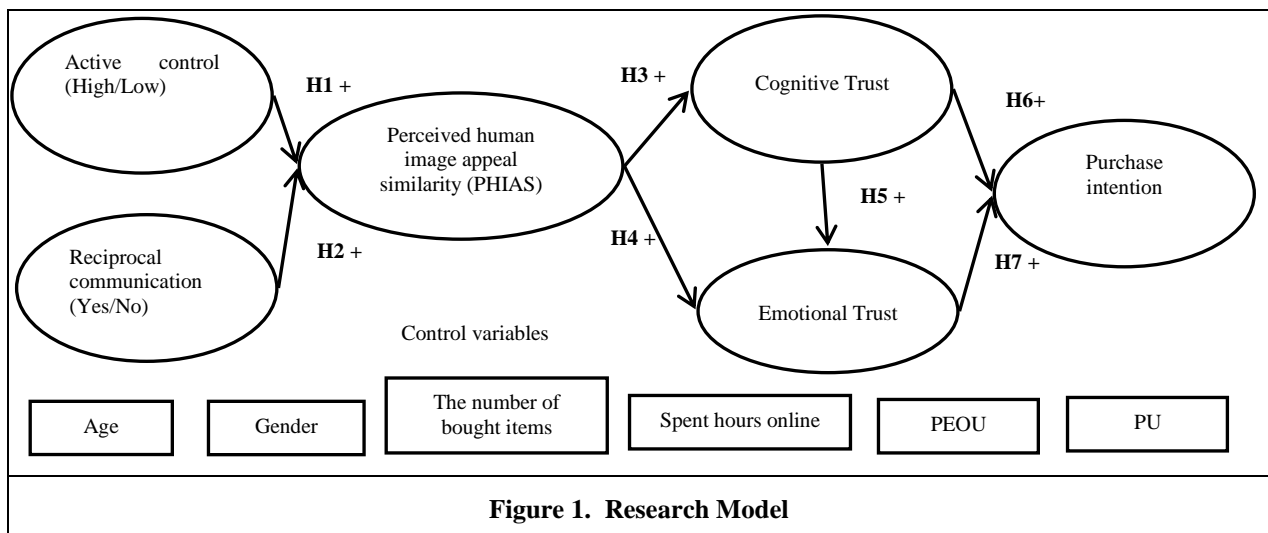 Active control
(High/Low)
H1 +
Reciprocal
communication
(Yes/No)
H2 +
Perceived human
image appeal
similarity (PHIAS)
H3 +
H4 +
Cognitive Trust
H5 +
Emotional Trust
H6+
H7 +
Purchase
intention
Control variables
Age
Gender
The number of
bought items
Spent hours online
PEOU
PU
Figure 1. Research Model